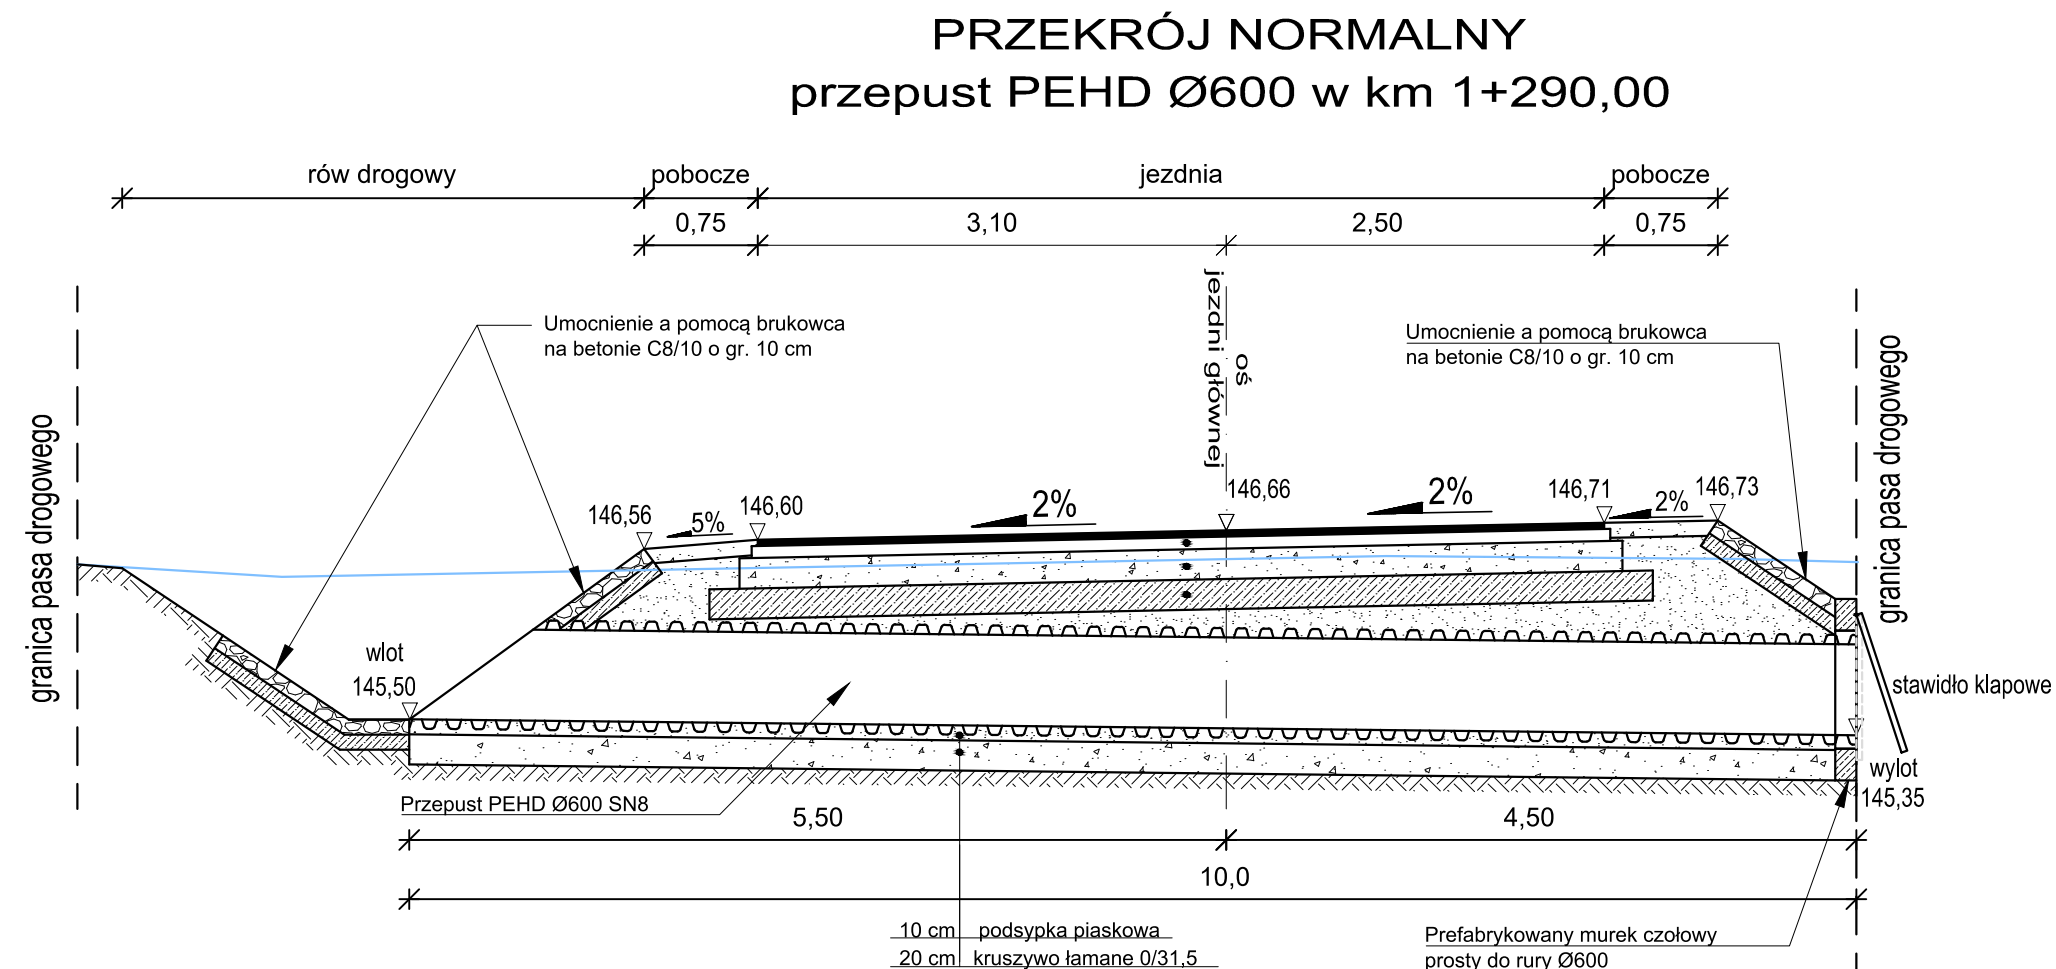 PRZEKRÓJ NORMALNY
przepust PEHD Ø600 w km 1+290,00
rów drogowy
pobocze
jezdnia
pobocze
0,75
3,10
2,50
0,75
oś
jezdni głównej
Umocnienie a pomocą brukowca
na betonie C8/10 o gr. 10 cm
Umocnienie a pomocą brukowca
na betonie C8/10 o gr. 10 cm
granica pasa drogowego
granica pasa drogowego
146,56
5%
146,60
2%
146,66
2%
146,71
2%
146,73
wlot
145,50
stawidło klapowe
wylot
145,35
Przepust PEHD Ø600 SN8
5,50
4,50
10,0
10 cm podsypka piaskowa
20 cm kruszywo łamane 0/31,5
Prefabrykowany murek czołowy
prosty do rury Ø600